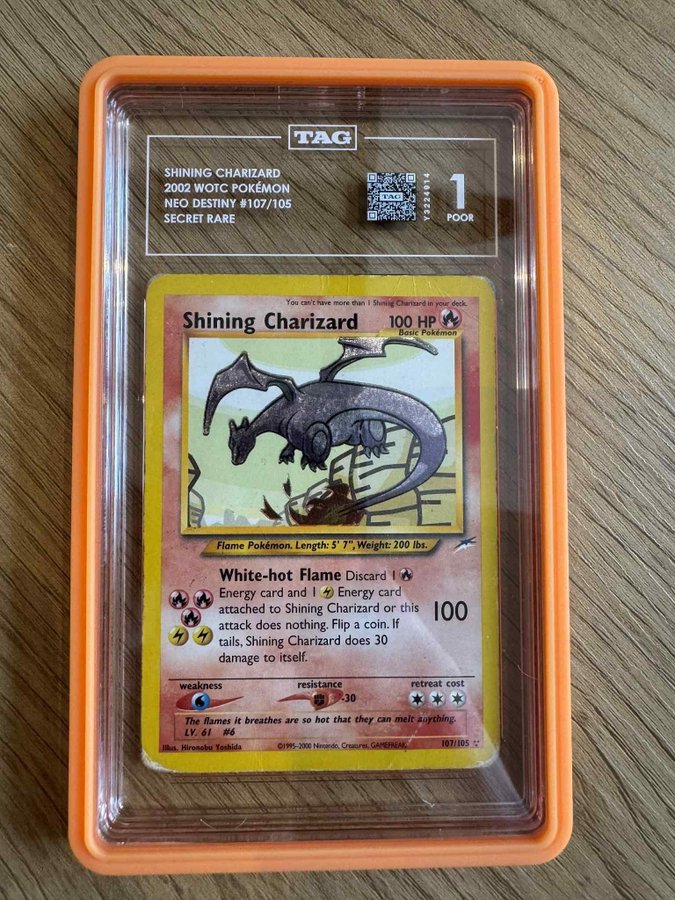 TAG
SHINING CHARIZARD
2002 WOTC POKÉMON
NEO DESTINY #107/105
SECRET RARE
TAG
Y3224914
1
POOR
You can't have more than 1 Shining Charizard in your deck.
Shining Charizard 100 HP
Basic Pokémon
Flame Pokémon. Length: 5' 7", Weight: 200 lbs.
White-hot Flame Discard 1
Energy card and 1 Energy card
attached to Shining Charizard or this
attack does nothing. Flip a coin. If
tails, Shining Charizard does 30
damage to itself.
100
weakness resistance retreat cost
-30
The flames it breathes are so hot that they can melt anything.
LV. 61 #6
Illus. Hironobu Yoshida ©1995-2000 Nintendo, Creatures, GAMEFREAK. 107/105